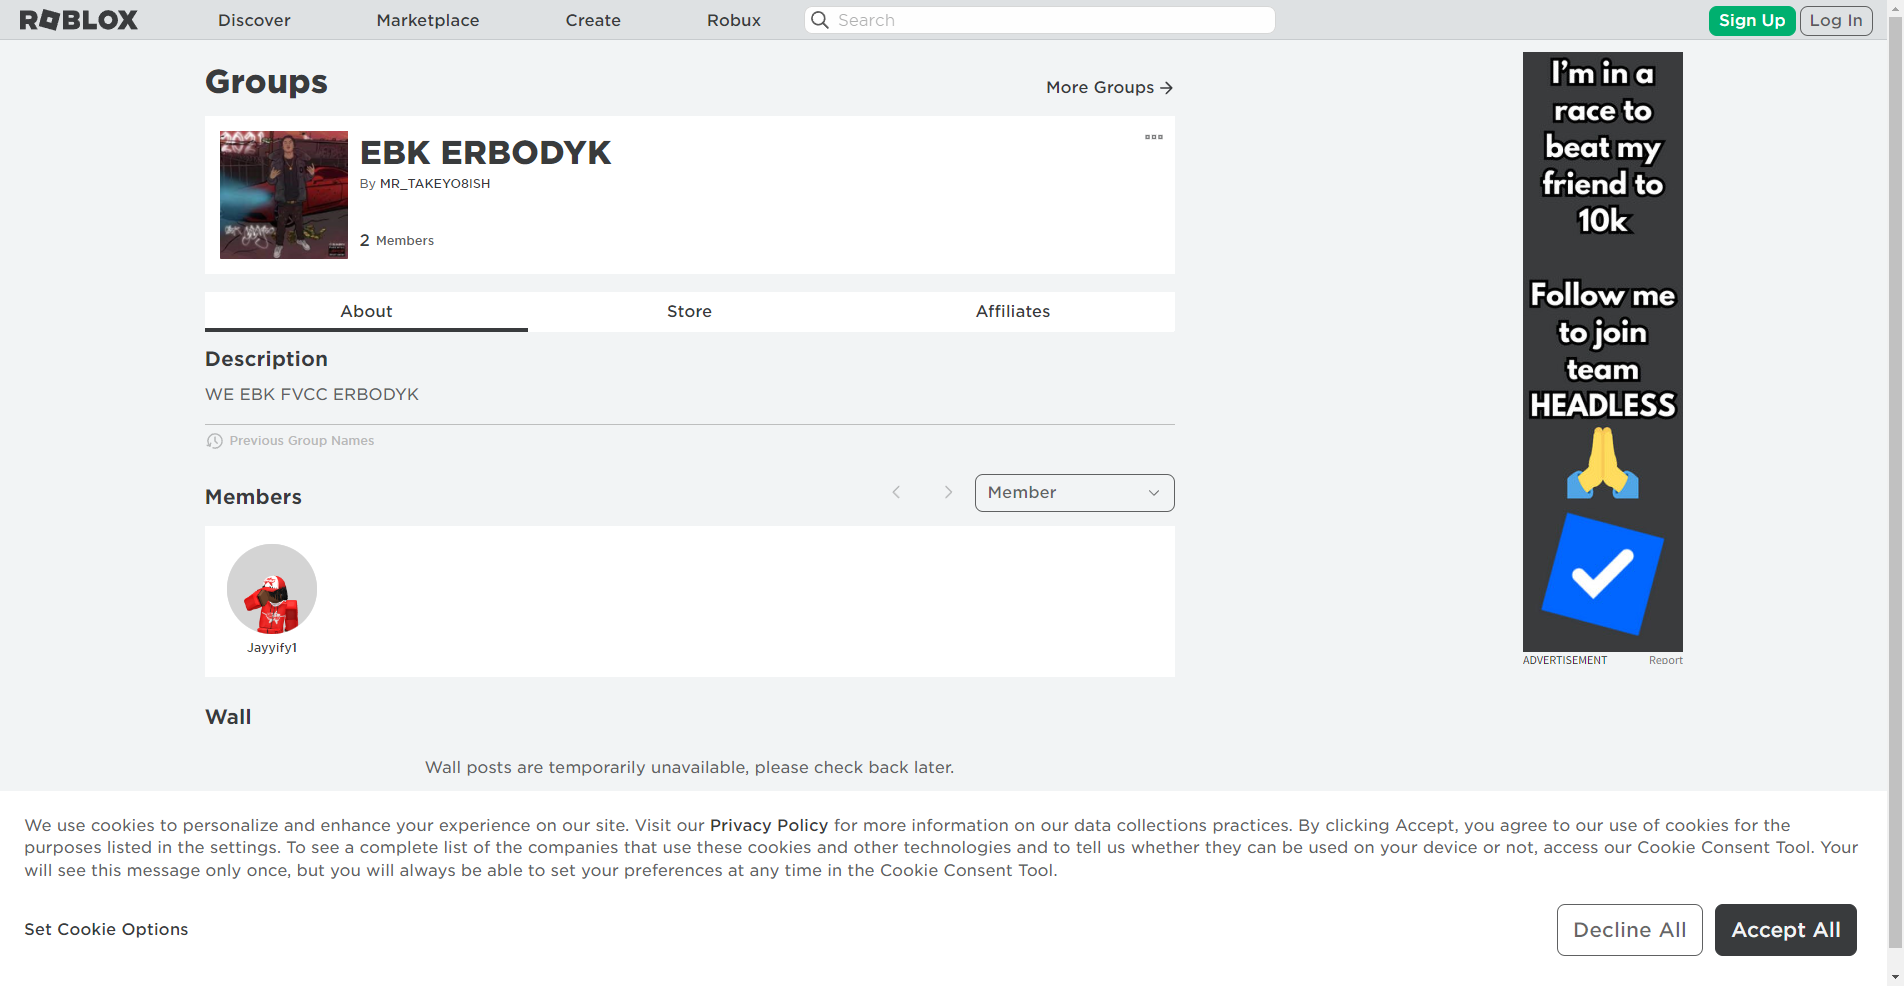 ROBLOX
Discover
Marketplace
Create
Robux
Search
Sign Up
Log In
Groups
More Groups
EBK ERBODYK
By MR_TAKEYO8ISH
2 Members
About
Store
Affiliates
Description
WE EBK FVCC ERBODYK
Previous Group Names
Members
Member
Jayyify1
Wall
Wall posts are temporarily unavailable, please check back later.
I'm in a
race to
beat my
friend to
10k
Follow me
to join
team
HEADLESS
ADVERTISEMENT
Report
We use cookies to personalize and enhance your experience on our site. Visit our Privacy Policy for more information on our data collections practices. By clicking Accept, you agree to our use of cookies for the
purposes listed in the settings. To see a complete list of the companies that use these cookies and other technologies and to tell us whether they can be used on your device or not, access our Cookie Consent Tool. Your
will see this message only once, but you will always be able to set your preferences at any time in the Cookie Consent Tool.
Set Cookie Options
Decline All
Accept All